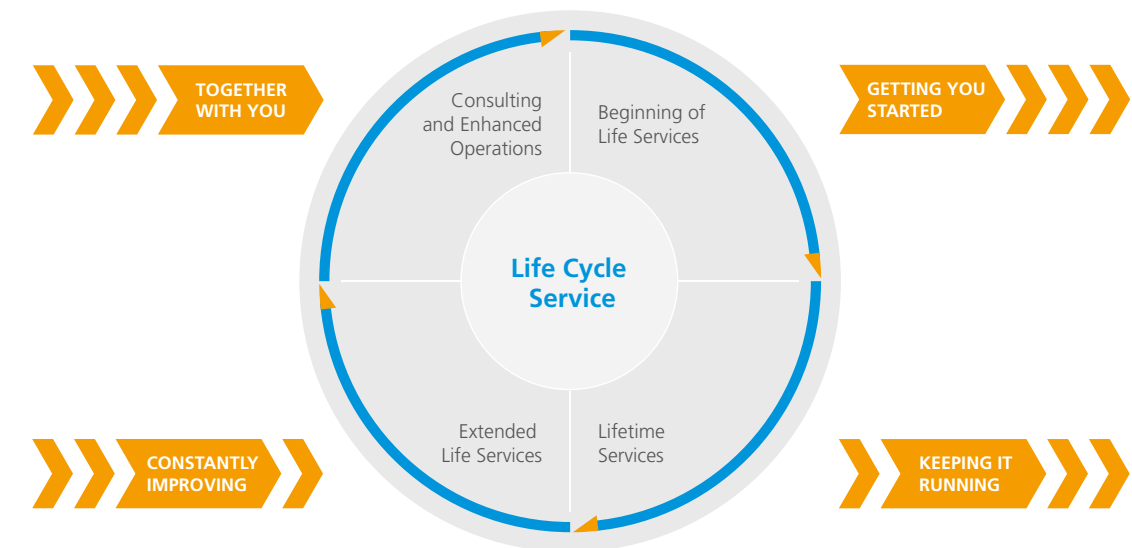 TOGETHER
WITH YOU
Consulting
and Enhanced
Operations
Beginning of
Life Services
GETTING YOU
STARTED
Life Cycle
Service
CONSTANTLY
IMPROVING
Extended
Life Services
Lifetime
Services
KEEPING IT
RUNNING